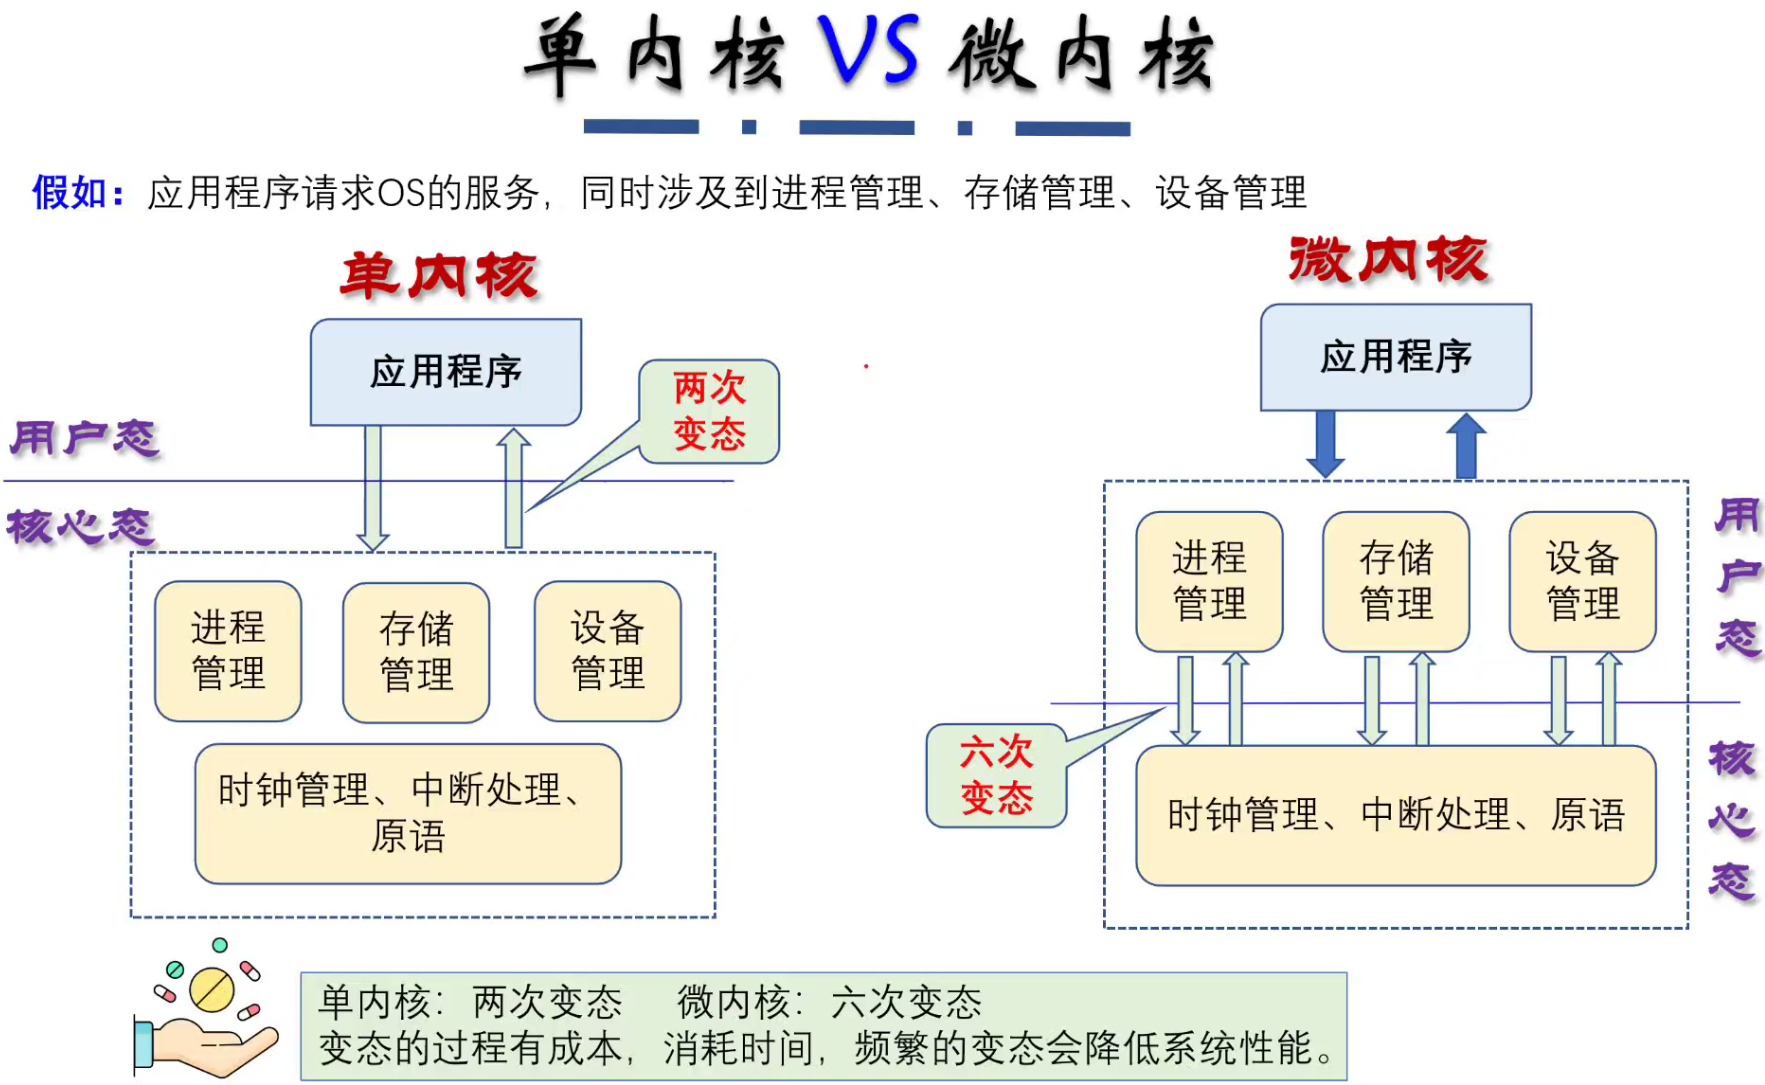 单内核VS微内核
假如：应用程序请求OS的服务，同时涉及到进程管理、存储管理、设备管理
单内核
应用程序
两次
变态
用户态
核心态
进程
管理
存储
管理
设备
管理
时钟管理、中断处理、
原语
微内核
应用程序
进程
管理
存储
管理
设备
管理
用
户
态
六次
变态
时钟管理、中断处理、原语
核
心
态
单内核：两次变态 微内核：六次变态
变态的过程有成本，消耗时间，频繁的变态会降低系统性能。